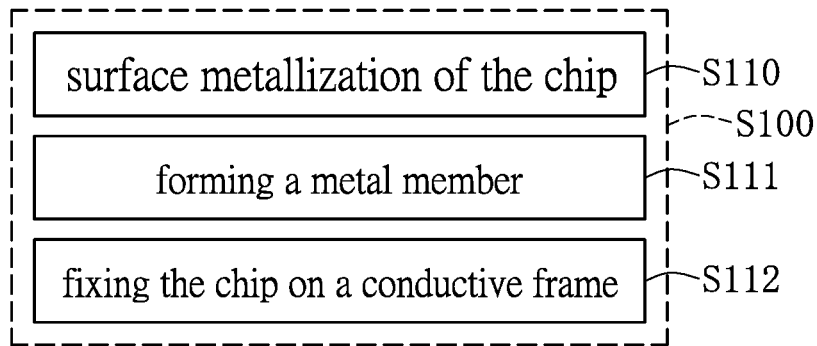 surface metallization of the chip
S110
S100
forming a metal member
S111
fixing the chip on a conductive frame
S112